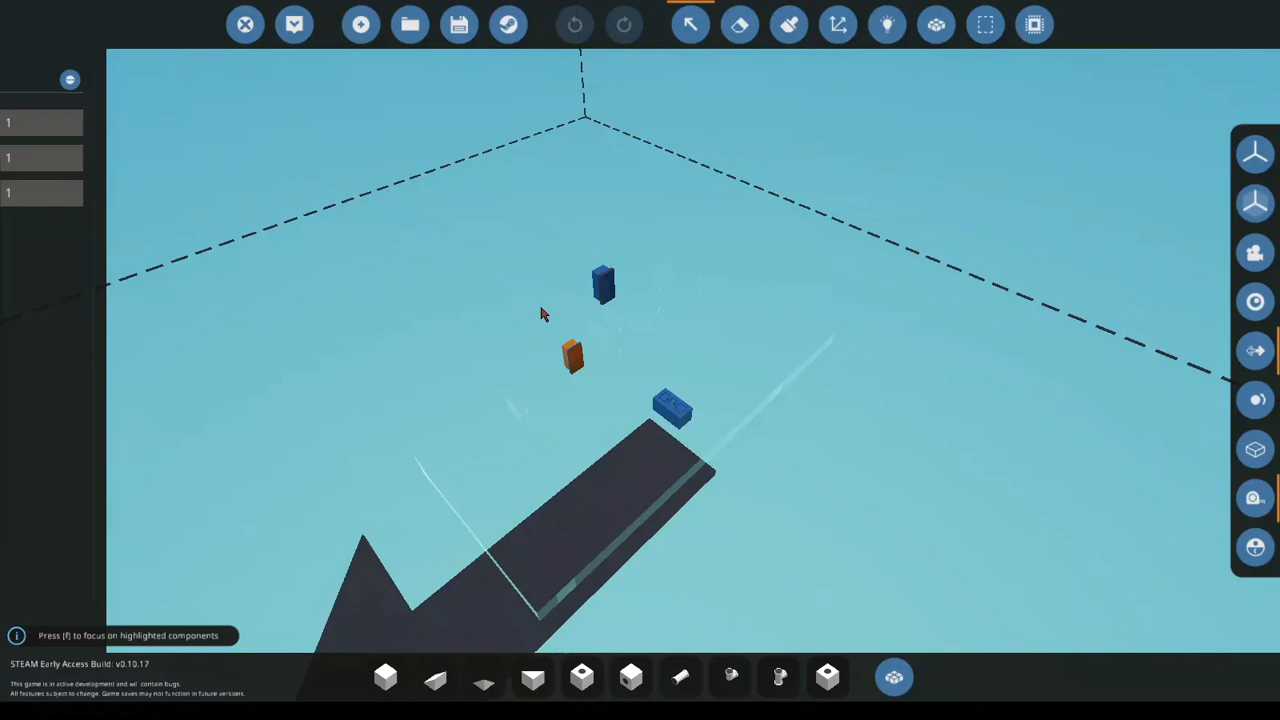 1
1
1
Press [f] to focus on highlighted components
STEAM Early Access Build: v0.10.17
This game is in active development and will contain bugs.
All features subject to change. Game saves may not function in future versions.